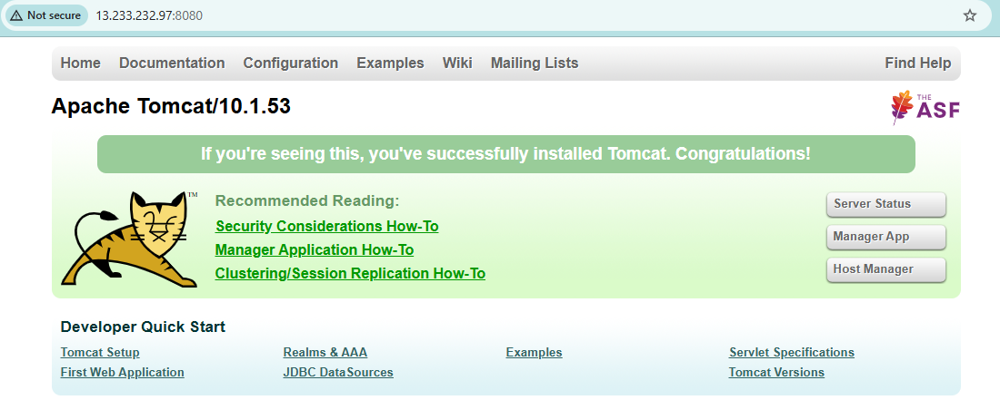 Not secure 13.233.232.97:8080
Home Documentation Configuration Examples Wiki Mailing Lists Find Help
Apache Tomcat/10.1.53
THE
ASF
If you're seeing this, you've successfully installed Tomcat. Congratulations!
TM
Recommended Reading:
Security Considerations How-To
Manager Application How-To
Clustering/Session Replication How-To
Server Status
Manager App
Host Manager
Developer Quick Start
Tomcat Setup Realms & AAA Examples Servlet Specifications
First Web Application JDBC DataSources Tomcat Versions